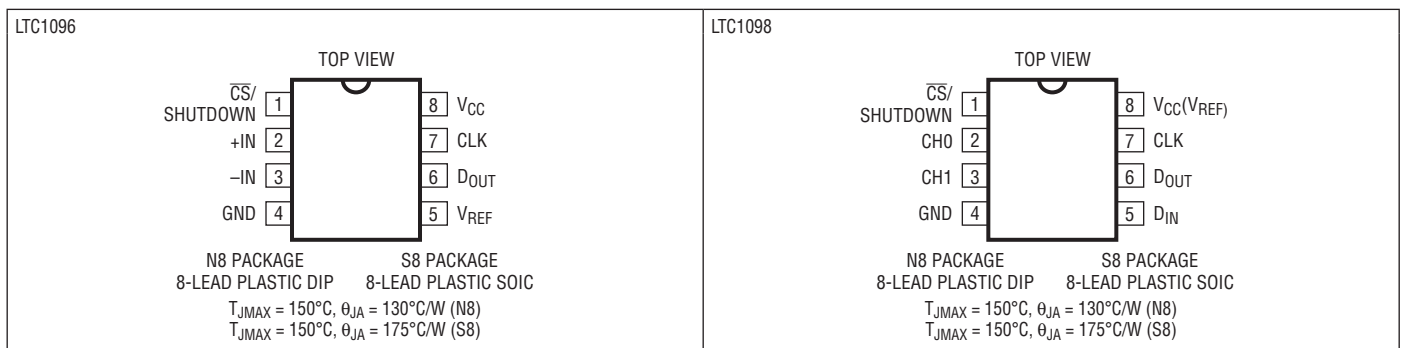 LTC1096
TOP VIEW
C̅S̅/
SHUTDOWN 1
+IN 2
–IN 3
GND 4
8 VCC
7 CLK
6 DOUT
5 VREF
N8 PACKAGE
8-LEAD PLASTIC DIP
S8 PACKAGE
8-LEAD PLASTIC SOIC
TJMAX = 150°C, θJA = 130°C/W (N8)
TJMAX = 150°C, θJA = 175°C/W (S8)
LTC1098
TOP VIEW
C̅S̅/
SHUTDOWN 1
CH0 2
CH1 3
GND 4
8 VCC(VREF)
7 CLK
6 DOUT
5 DIN
N8 PACKAGE
8-LEAD PLASTIC DIP
S8 PACKAGE
8-LEAD PLASTIC SOIC
TJMAX = 150°C, θJA = 130°C/W (N8)
TJMAX = 150°C, θJA = 175°C/W (S8)